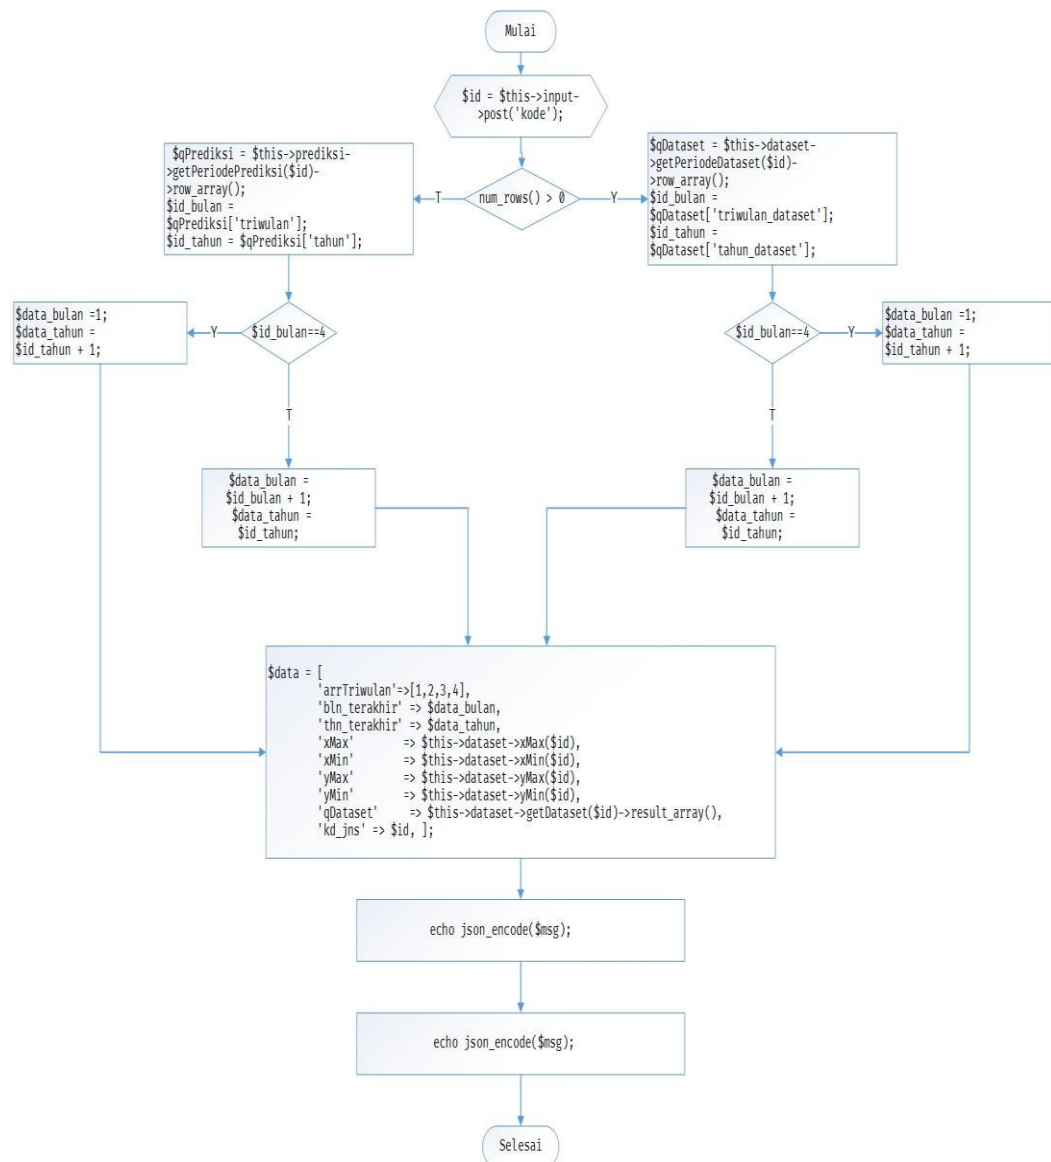 Mulai
$id = $this->input-
>post('kode');
$qPrediksi = $this->prediksi-
>getPeriodePrediksi($id)-
>row_array();
$id_bulan =
$qPrediksi['triwulan'];
$id_tahun = $qPrediksi['tahun'];
T
num_rows() > 0
Y
$qDataset = $this->dataset-
>getPeriodeDataset($id)-
>row_array();
$id_bulan =
$qDataset['triwulan_dataset'];
$id_tahun =
$qDataset['tahun_dataset'];
$data_bulan =1;
$data_tahun =
$id_tahun + 1;
Y
$id_bulan==4
$id_bulan==4
Y
$data_bulan =1;
$data_tahun =
$id_tahun + 1;
T
T
$data_bulan =
$id_bulan + 1;
$data_tahun =
$id_tahun;
$data_bulan =
$id_bulan + 1;
$data_tahun =
$id_tahun;
$data = [
'arrTriwulan'=>[1,2,3,4],
'bln_terakhir' => $data_bulan,
'thn_terakhir' => $data_tahun,
'xMax' => $this->dataset->xMax($id),
'xMin' => $this->dataset->xMin($id),
'yMax' => $this->dataset->yMax($id),
'yMin' => $this->dataset->yMin($id),
'qDataset' => $this->dataset->getDataset($id)->result_array(),
'kd_jns' => $id, ];
echo json_encode($msg);
echo json_encode($msg);
Selesai